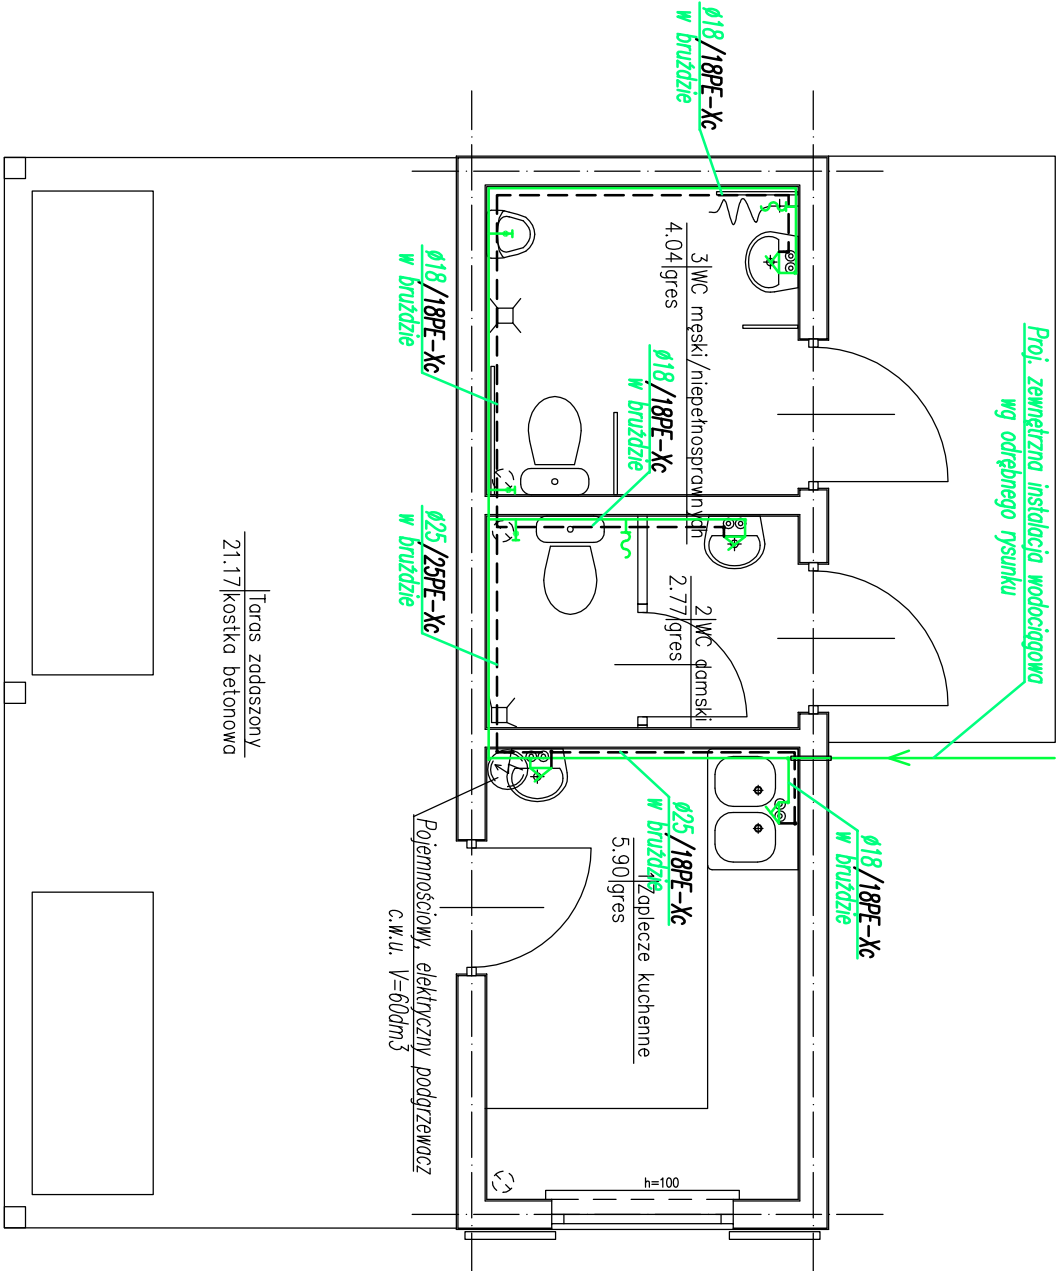 ø18/18PE-Xc
w bruździe
Proj. zewnętrzna instalacja wodociągowa
wg odrębnego rysunku
3 WC męski/niepełnosprawnych
4.04 gres
ø18/18PE-Xc
w bruździe
ø18/18PE-Xc
w bruździe
ø25/25PE-Xc
w bruździe
2 WC damski
2.77 gres
Taras zadaszony
21.17 kostka betonowa
ø25/18PE-Xc
w bruździe
ø18/18PE-Xc
w bruździe
1 Zaplecze kuchenne
5.90 gres
Pojemnościowy, elektryczny podgrzewacz
c.w.u. V=60dm3
h=100